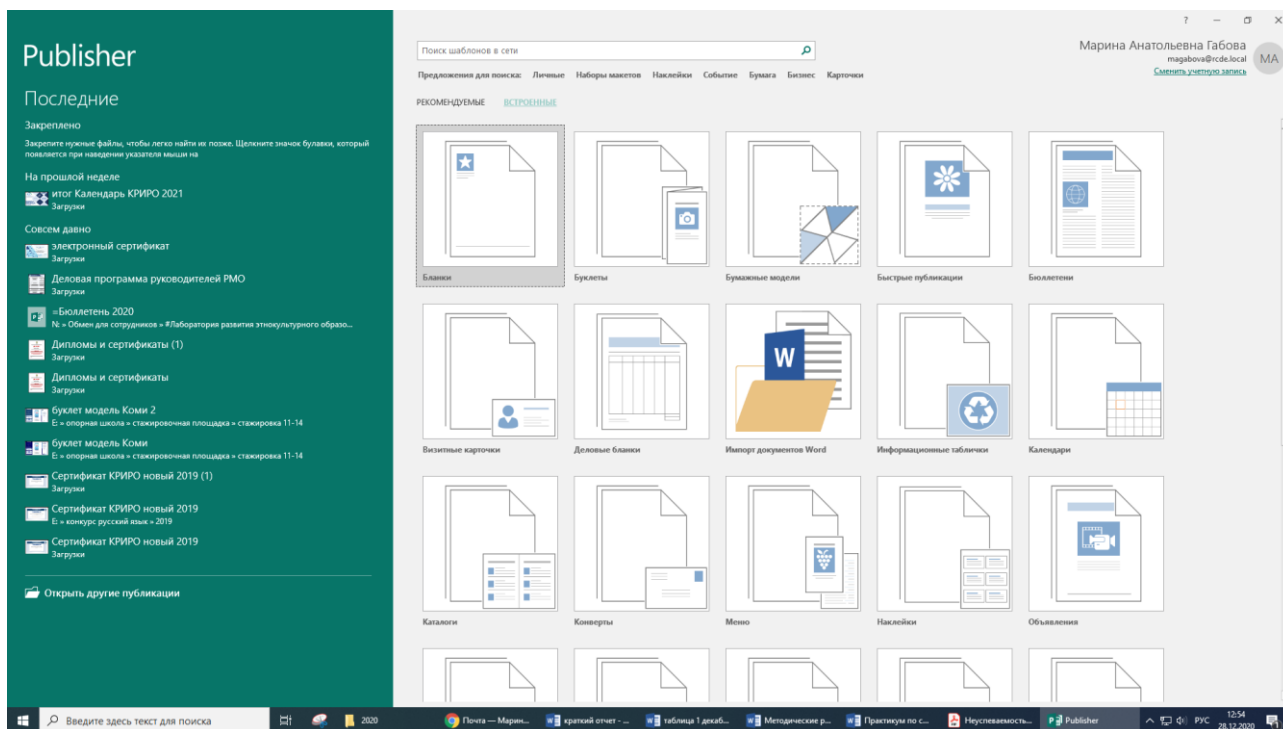 Publisher
Последние
Закреплено
Закрепите нужные файлы, чтобы легко найти их позже. Щелкните значок булавки, который
появляется при наведении указателя мыши на
На прошлой неделе
итог Календарь КРИРО 2021
Загрузки
Совсем давно
электронный сертификат
Загрузки
Деловая программа руководителей РМО
Загрузки
=Бюллетень 2020
N: » Обмен для сотрудников » #Лаборатория развития этнокультурного образо...
Дипломы и сертификаты (1)
Загрузки
Дипломы и сертификаты
Загрузки
буклет модель Коми 2
E: » опорная школа » стажировочная площадка » стажировка 11-14
буклет модель Коми
E: » опорная школа » стажировочная площадка » стажировка 11-14
Сертификат КРИРО новый 2019 (1)
Загрузки
Сертификат КРИРО новый 2019
E: » конкурс русский язык » 2019
Сертификат КРИРО новый 2019
Загрузки
Открыть другие публикации
?
Марина Анатольевна Габова
magabova@rcde.local
Сменить учетную запись
MA
Поиск шаблонов в сети
Предложения для поиска: Личные Наборы макетов Наклейки Событие Бумага Бизнес Карточки
РЕКОМЕНДУЕМЫЕ ВСТРОЕННЫЕ
Бланки Буклеты Бумажные модели Быстрые публикации Бюллетени
W
Визитные карточки Деловые бланки Импорт документов Word Информационные таблички Календари
Каталоги Конверты Меню Наклейки Объявления
Введите здесь текст для поиска 2020 Почта — Марин... краткий отчет - ... таблица 1 декаб... Методические р... Практикум по с... Неуспеваемость... Publisher РУС 12:54
28.12.2020